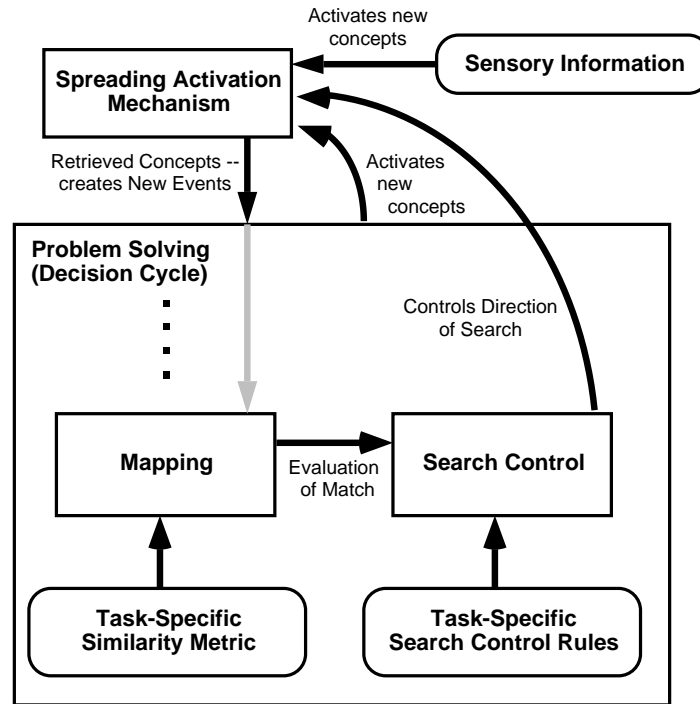 Activates new
concepts
Sensory Information
Spreading Activation
Mechanism
Retrieved Concepts --
creates New Events
Activates
new
concepts
Problem Solving
(Decision Cycle)
Controls Direction
of Search
Mapping
Evaluation
of Match
Search Control
Task-Specific
Similarity Metric
Task-Specific
Search Control Rules